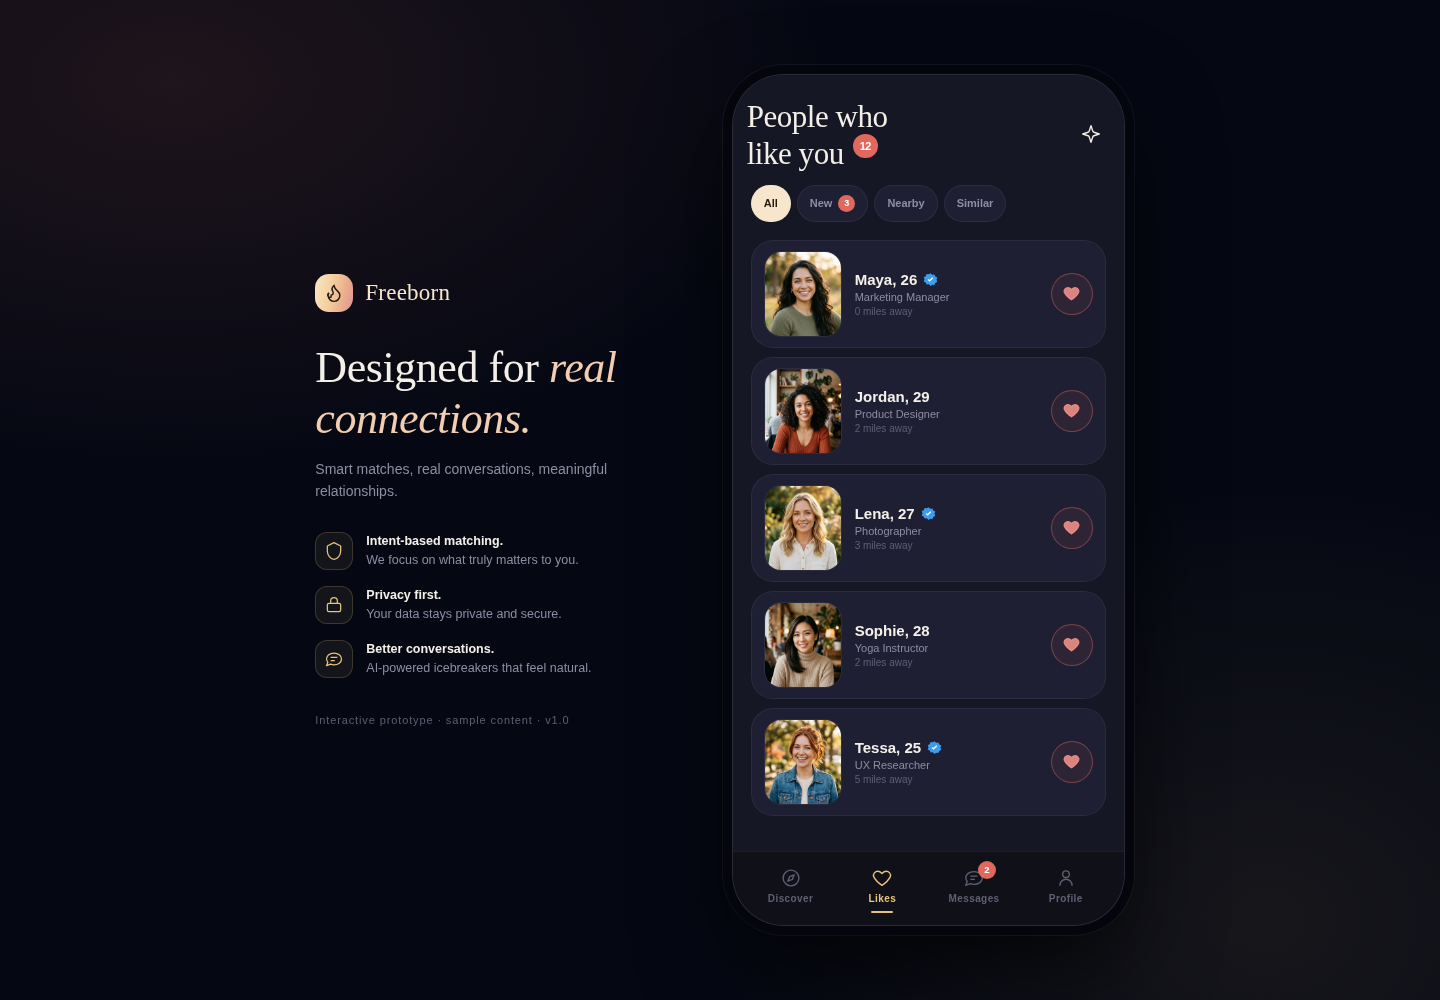 Freeborn
Designed for real
connections.
Smart matches, real conversations, meaningful
relationships.
Intent-based matching.
We focus on what truly matters to you.
Privacy first.
Your data stays private and secure.
Better conversations.
AI-powered icebreakers that feel natural.
Interactive prototype · sample content · v1.0
People who
like you 12
All New 3 Nearby Similar
Maya, 26
Marketing Manager
0 miles away
Jordan, 29
Product Designer
2 miles away
Lena, 27
Photographer
3 miles away
Sophie, 28
Yoga Instructor
2 miles away
Tessa, 25
UX Researcher
5 miles away
2
Discover Likes Messages Profile